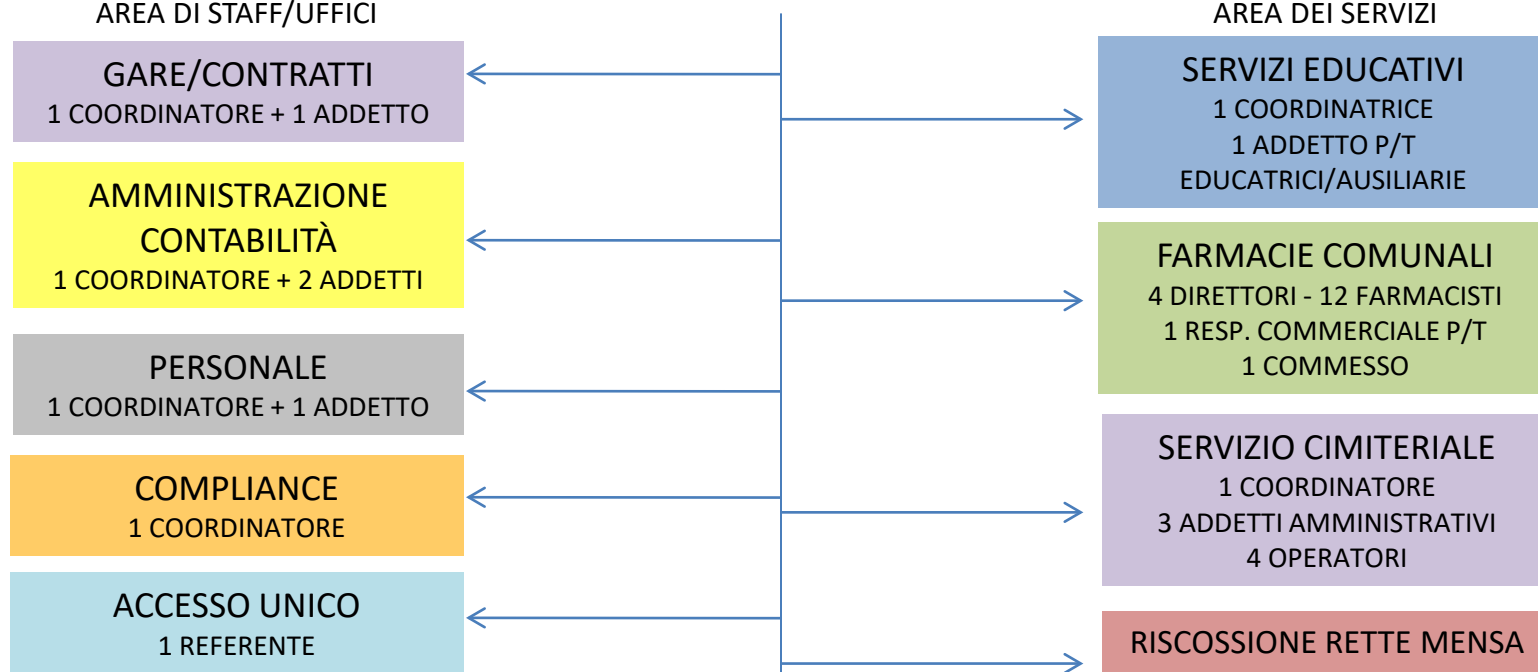 AREA DI STAFF/UFFICI
GARE/CONTRATTI
1 COORDINATORE + 1 ADDETTO
AMMINISTRAZIONE
CONTABILITÀ
1 COORDINATORE + 2 ADDETTI
PERSONALE
1 COORDINATORE + 1 ADDETTO
COMPLIANCE
1 COORDINATORE
ACCESSO UNICO
1 REFERENTE
AREA DEI SERVIZI
SERVIZI EDUCATIVI
1 COORDINATRICE
1 ADDETTO P/T
EDUCATRICI/AUSILIARIE
FARMACIE COMUNALI
4 DIRETTORI - 12 FARMACISTI
1 RESP. COMMERCIALE P/T
1 COMMESSO
SERVIZIO CIMITERIALE
1 COORDINATORE
3 ADDETTI AMMINISTRATIVI
4 OPERATORI
RISCOSSIONE RETTE MENSA